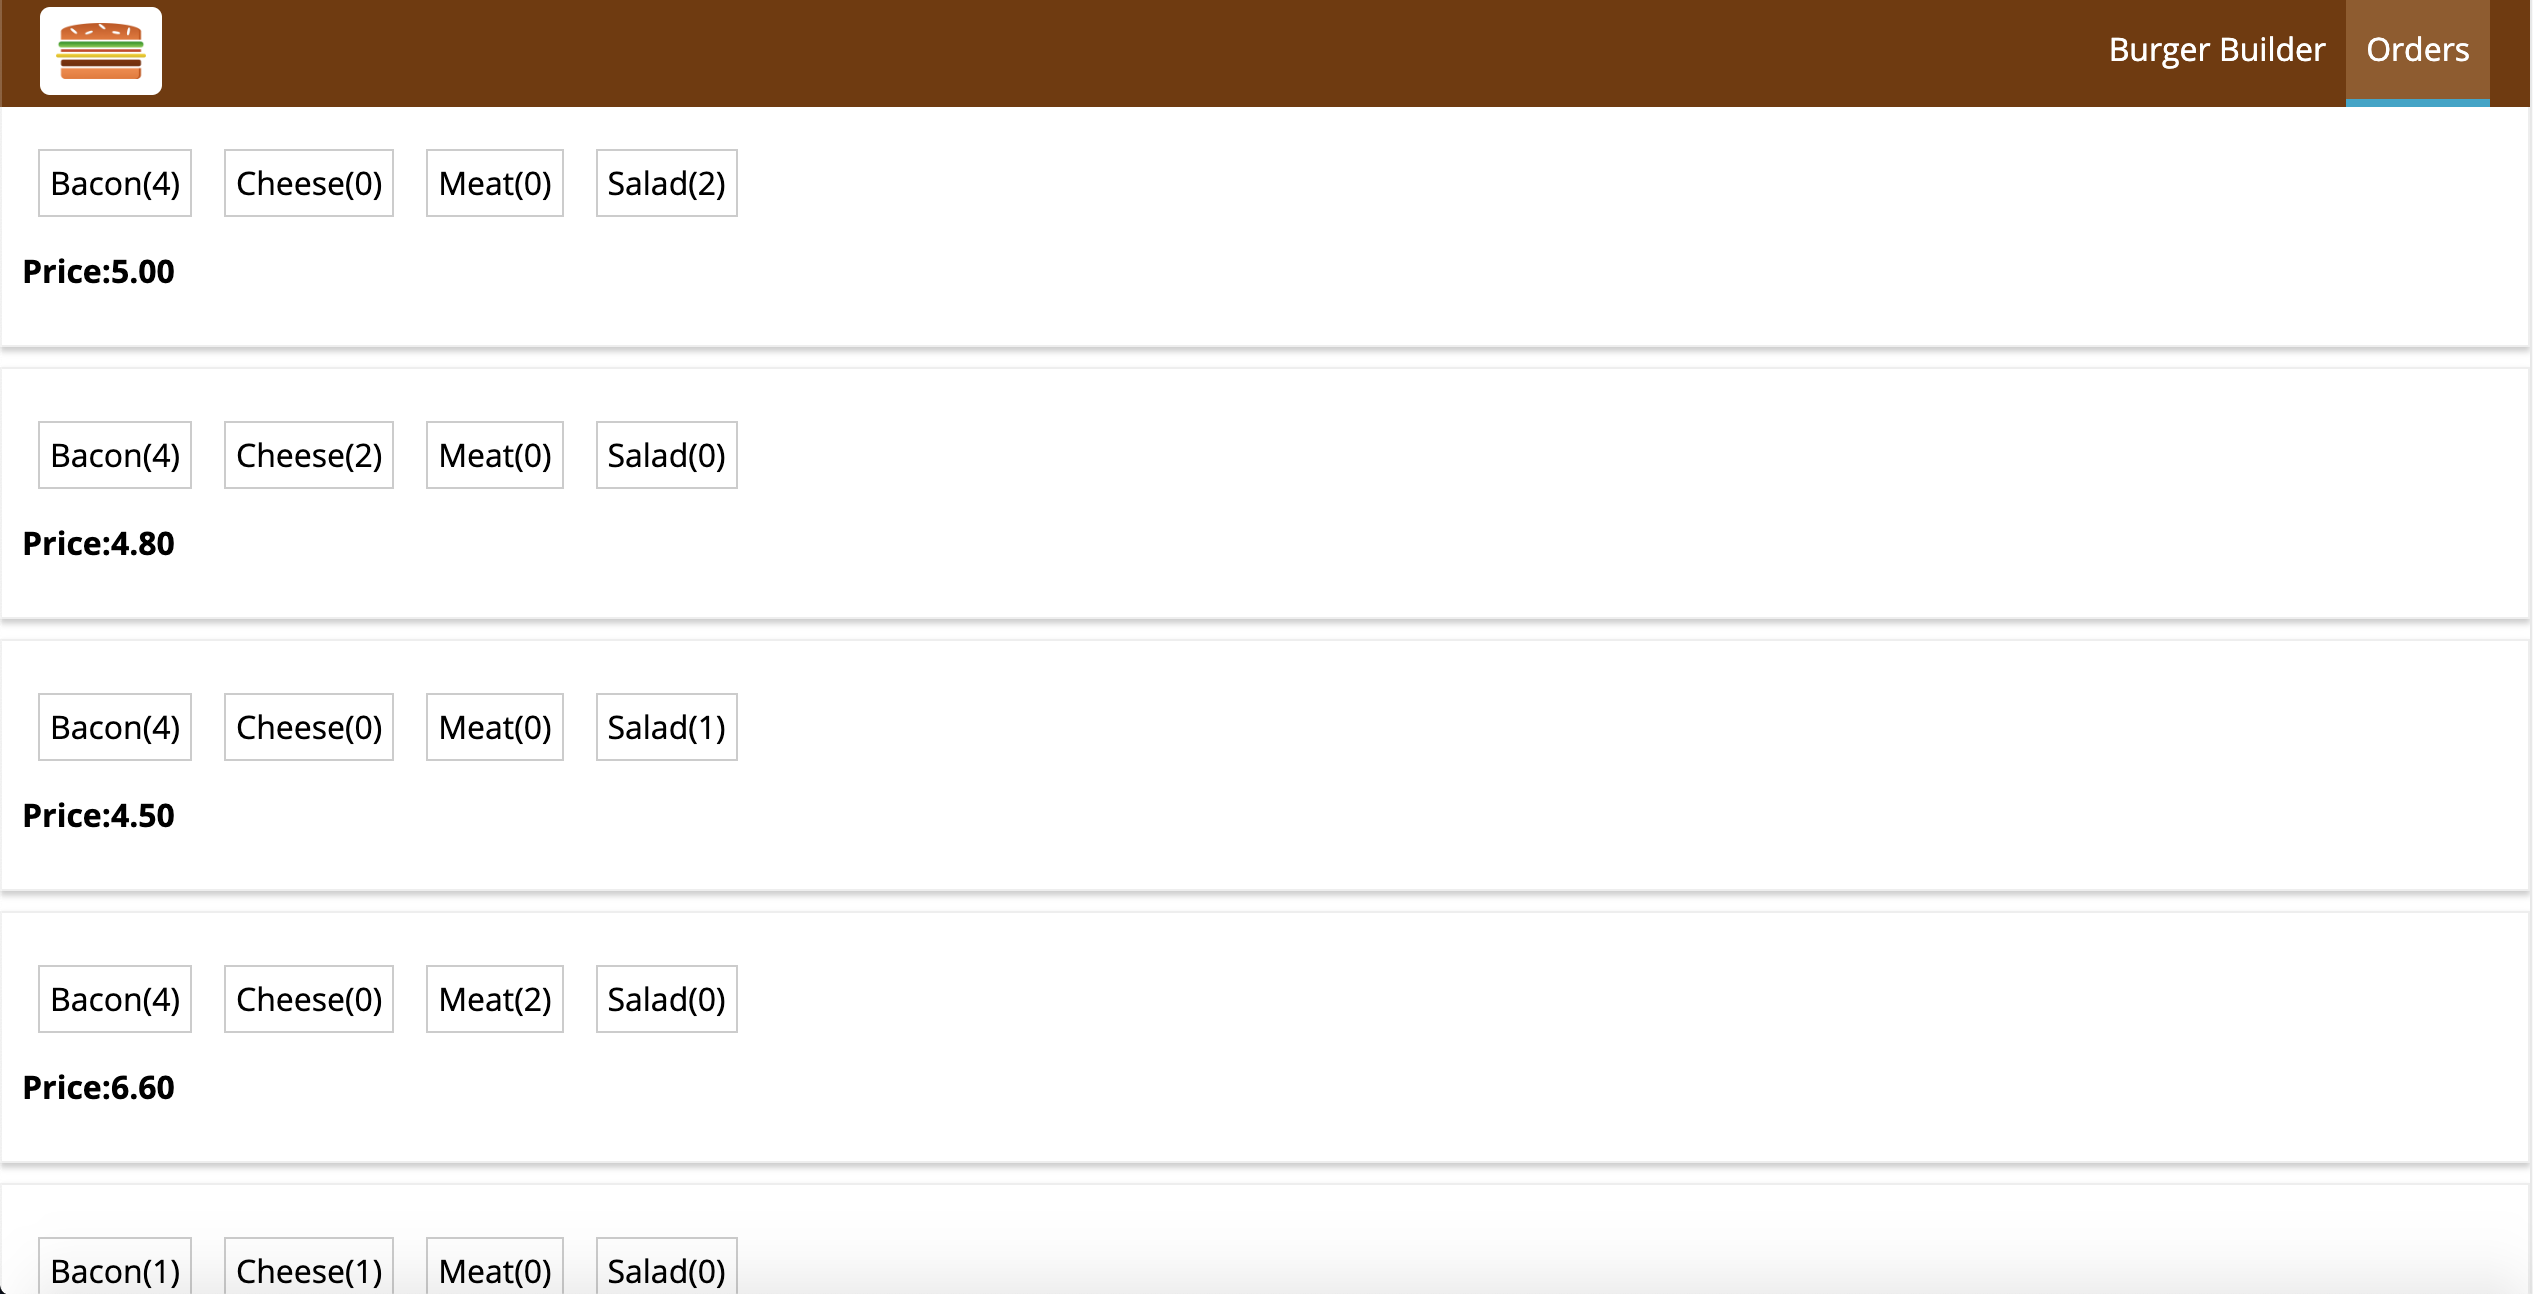 Burger Builder Orders
Bacon(4) Cheese(0) Meat(0) Salad(2)
Price:5.00
Bacon(4) Cheese(2) Meat(0) Salad(0)
Price:4.80
Bacon(4) Cheese(0) Meat(0) Salad(1)
Price:4.50
Bacon(4) Cheese(0) Meat(2) Salad(0)
Price:6.60
Bacon(1) Cheese(1) Meat(0) Salad(0)